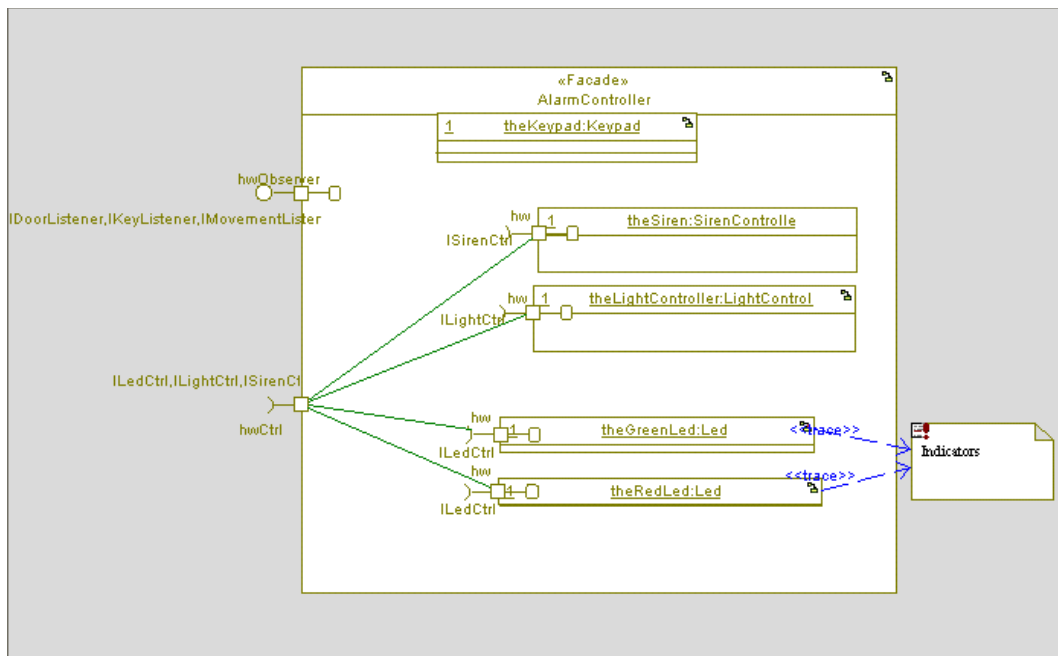 «Facade»
AlarmController
1 theKeypad:Keypad
hwObserver
IDoorListener,IKeyListener,IMovementLister
hw 1 theSiren:SirenControlle
ISirenCtrl
hw 1 theLightController:LightControl
ILightCtrl
ILedCtrl,ILightCtrl,ISirenCt
hwCtrl
hw 1 theGreenLed:Led <<trace>>
ILedCtrl
Indicators
hw <<trace>>
1 theRedLed:Led
ILedCtrl